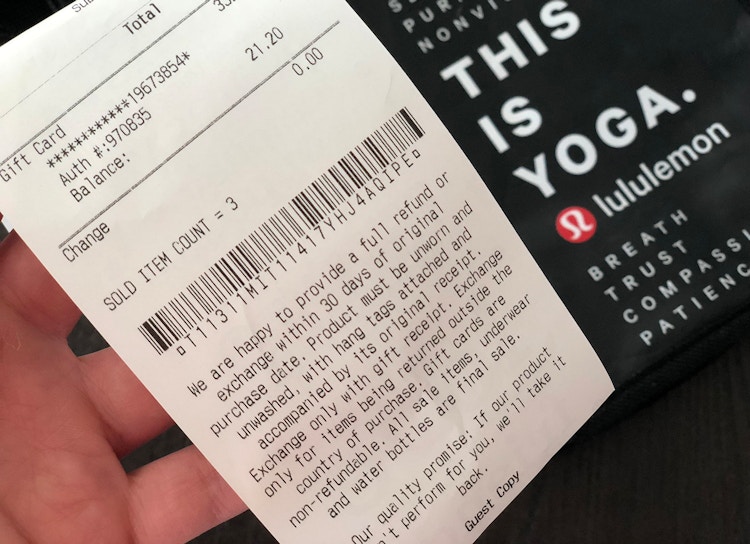 Total
Gift Card
************19673854*
Auth #:970835
Balance: 21.20
Change 0.00
SOLD ITEM COUNT = 3
¤T11311MIT11417YHJ4AQIPE¤
We are happy to provide a full refund or
exchange within 30 days of original
purchase date. Product must be unworn and
unwashed, with hang tags attached and
accompanied by its original receipt.
Exchange only with gift receipt. Exchange
only for items being returned outside the
country of purchase. Gift cards are
non-refundable. All sale items, underwear
and water bottles are final sale.
Our quality promise: If our product
n't perform for you, we'll take it
back.
Guest Copy
NONVI
THIS
IS
YOGA.
lululemon
BREATH
TRUST
COMPASSI
PATIENC